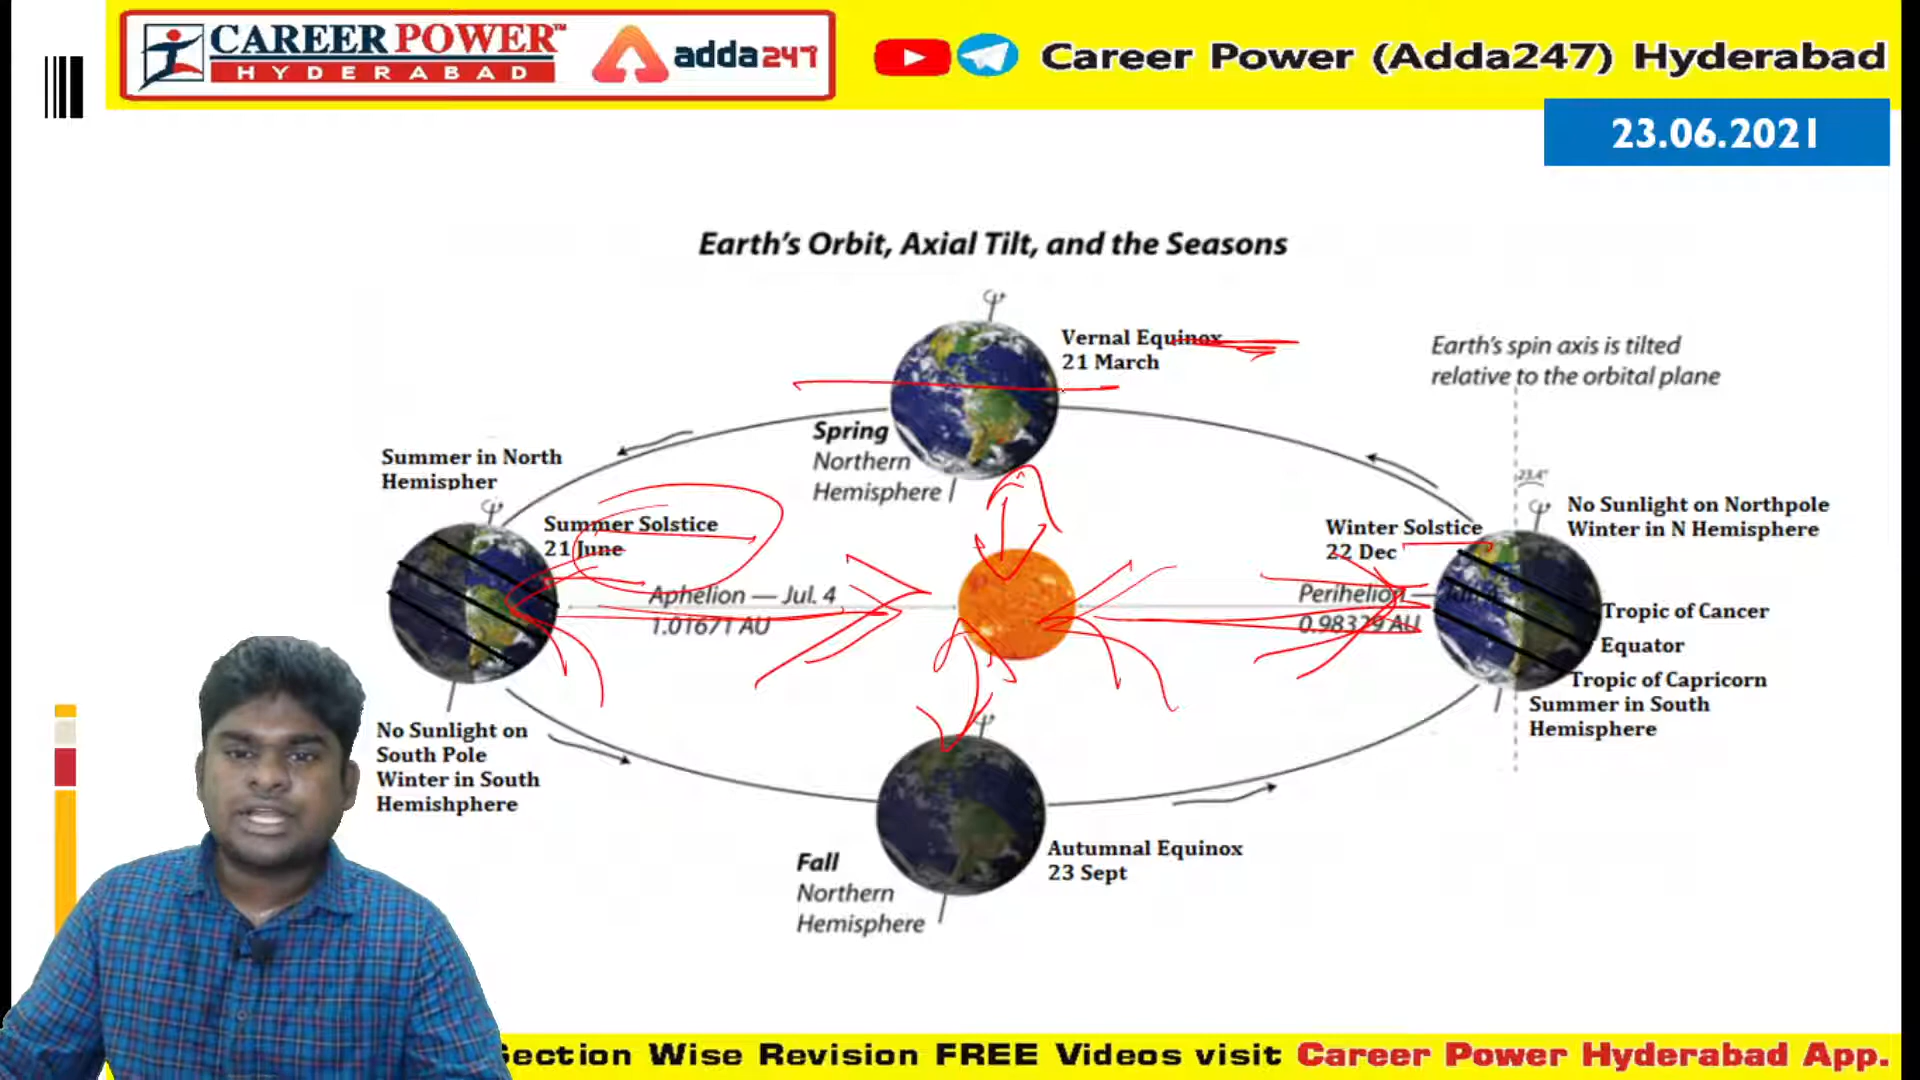 CAREER POWER™
HYDERABAD
adda247
Career Power (Adda247) Hyderabad
23.06.2021
Earth's Orbit, Axial Tilt, and the Seasons
Vernal Equinox
21 March
Earth's spin axis is tilted
relative to the orbital plane
Spring
Northern
Hemisphere
Summer in North
Hemispher
23.4°
No Sunlight on Northpole
Winter in N Hemisphere
Summer Solstice
21 June
Winter Solstice
22 Dec
Aphelion — Jul. 4
1.01671 AU
Perihelion —
0.98329 AU
Tropic of Cancer
Equator
Tropic of Capricorn
Summer in South
Hemisphere
No Sunlight on
South Pole
Winter in South
Hemishphere
Autumnal Equinox
23 Sept
Fall
Northern
Hemisphere
Section Wise Revision FREE Videos visit Career Power Hyderabad App.